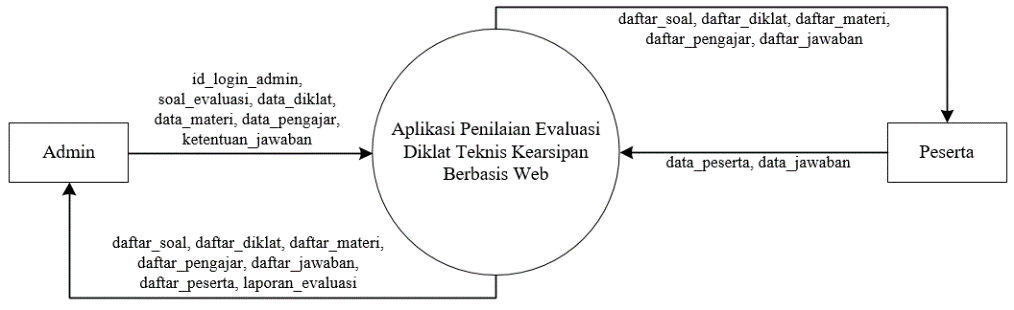 daftar_soal, daftar_diklat, daftar_materi,
daftar_pengajar, daftar_jawaban
id_login_admin,
soal_evaluasi, data_diklat,
data_materi, data_pengajar,
ketentuan_jawaban
Admin
Aplikasi Penilaian Evaluasi
Diklat Teknis Kearsipan
Berbasis Web
Peserta
data_peserta, data_jawaban
daftar_soal, daftar_diklat, daftar_materi,
daftar_pengajar, daftar_jawaban,
daftar_peserta, laporan_evaluasi